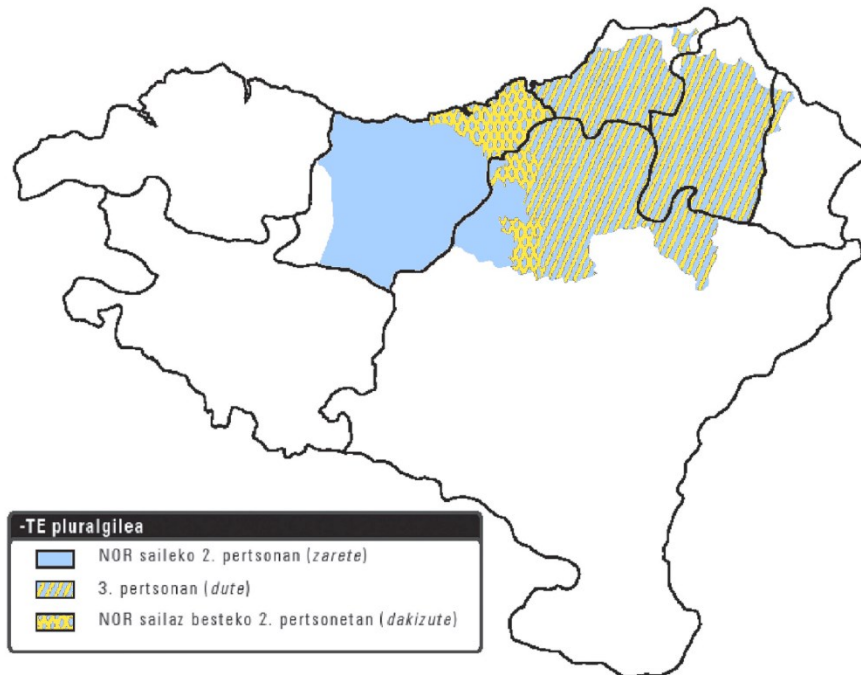 -TE pluralgilea
NOR saileko 2. pertsonan (zarete)
3. pertsonan (dute)
NOR sailaz besteko 2. pertsonetan (dakizute)